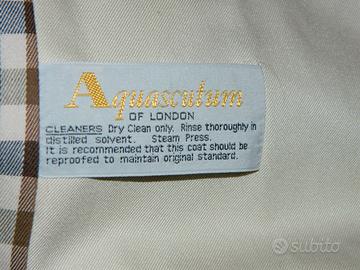 Aquascutum
OF LONDON
CLEANERS Dry Clean only. Rinse thoroughly in
distilled solvent. Steam Press.
It is recommended that this coat should be
reproofed to maintain original standard.
subito